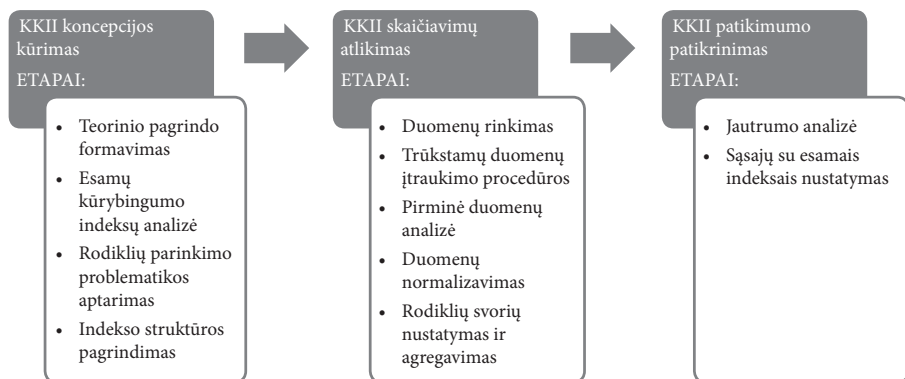 KKII koncepcijos
kūrimas
ETAPAI:
• Teorinio pagrindo
formavimas
• Esamų
kūrybingumo
indeksų analizė
• Rodiklių parinkimo
problematikos
aptarimas
• Indekso struktūros
pagrindimas
KKII skaičiavimų
atlikimas
ETAPAI:
• Duomenų rinkimas
• Trūkstamų duomenų
įtraukimo procedūros
• Pirminė duomenų
analizė
• Duomenų
normalizavimas
• Rodiklių svorių
nustatymas ir
agregavimas
KKII patikimumo
patikrinimas
ETAPAI:
• Jautrumo analizė
• Sąsajų su esamais
indeksais nustatymas